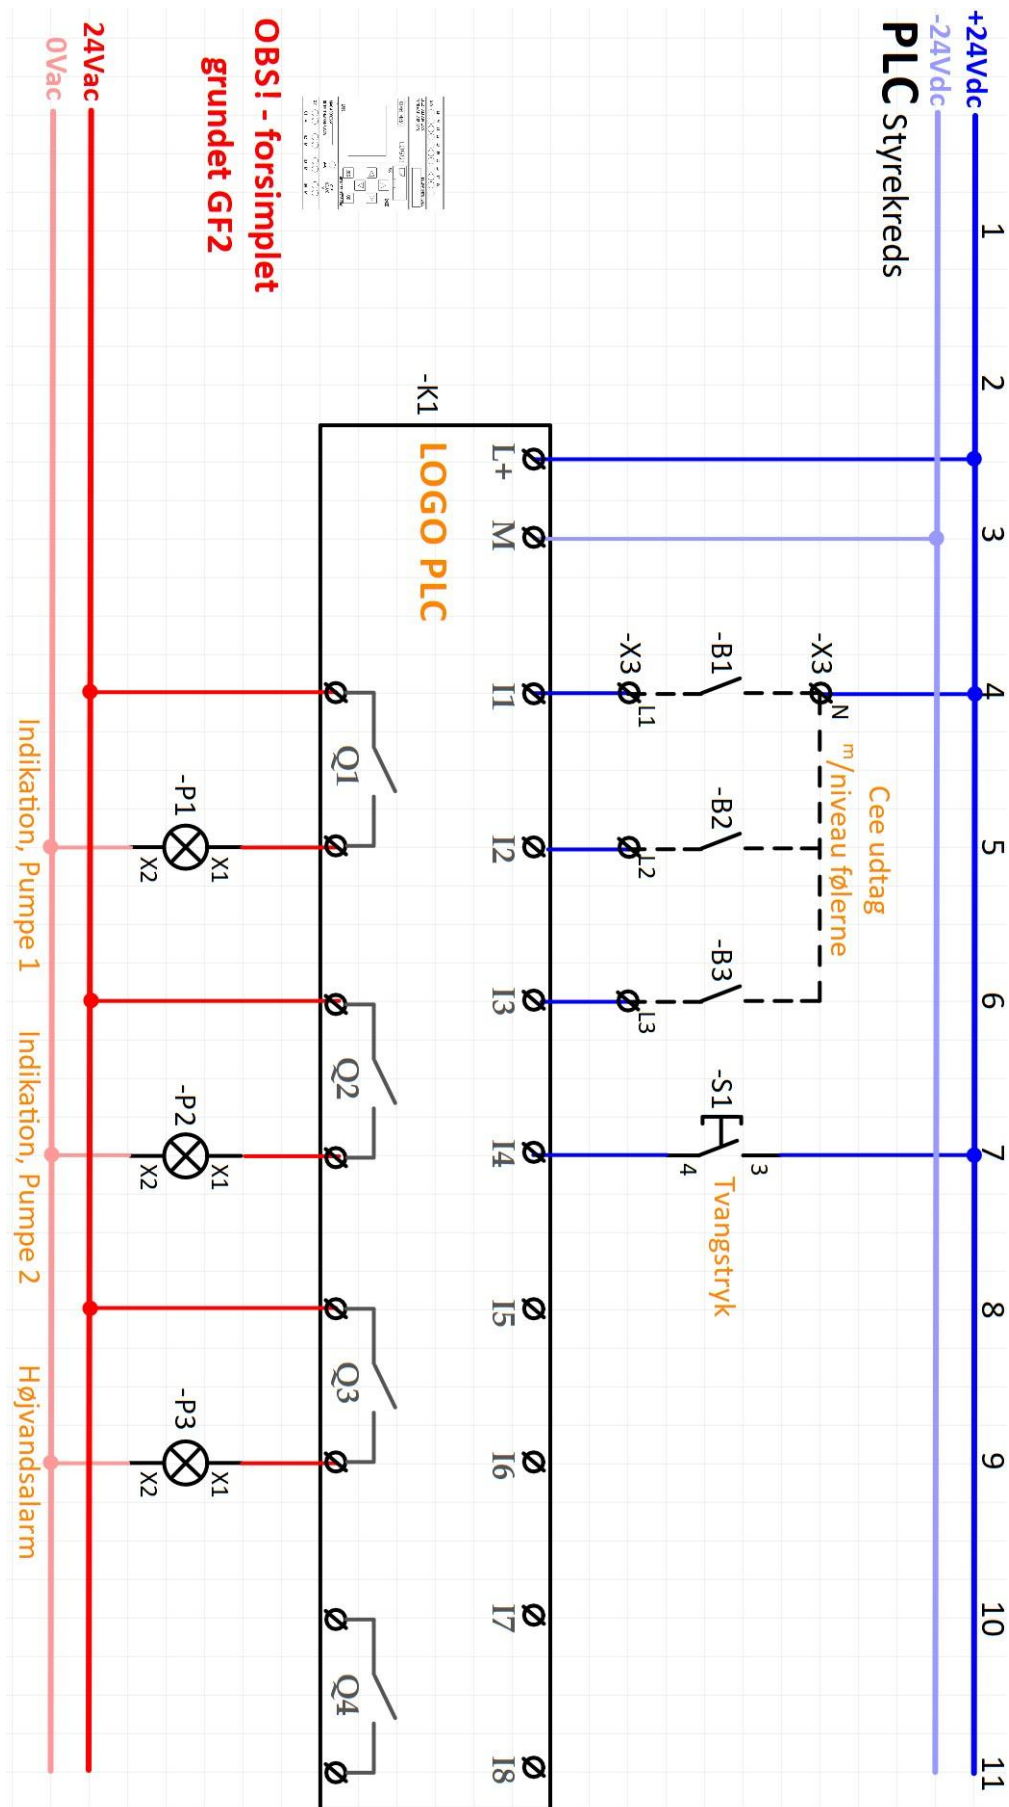 +24Vdc
-24Vdc
PLC Styrekreds
1
2
3
4
5
6
7
8
9
10
11
Cee udtag
m/niveau følerne
-X3
N
-B1
-B2
-B3
-S1
3
4
Tvangstryk
-X3
L1
L2
L3
-K1
L+
M
I1
I2
I3
I4
I5
I6
I7
I8
LOGO PLC
Q1
Q2
Q3
Q4
OBS! - forsimplet
grundet GF2
-P1
X1
X2
-P2
X1
X2
-P3
X1
X2
24Vac
0Vac
Indikation, Pumpe 1
Indikation, Pumpe 2
Højvandsalarm